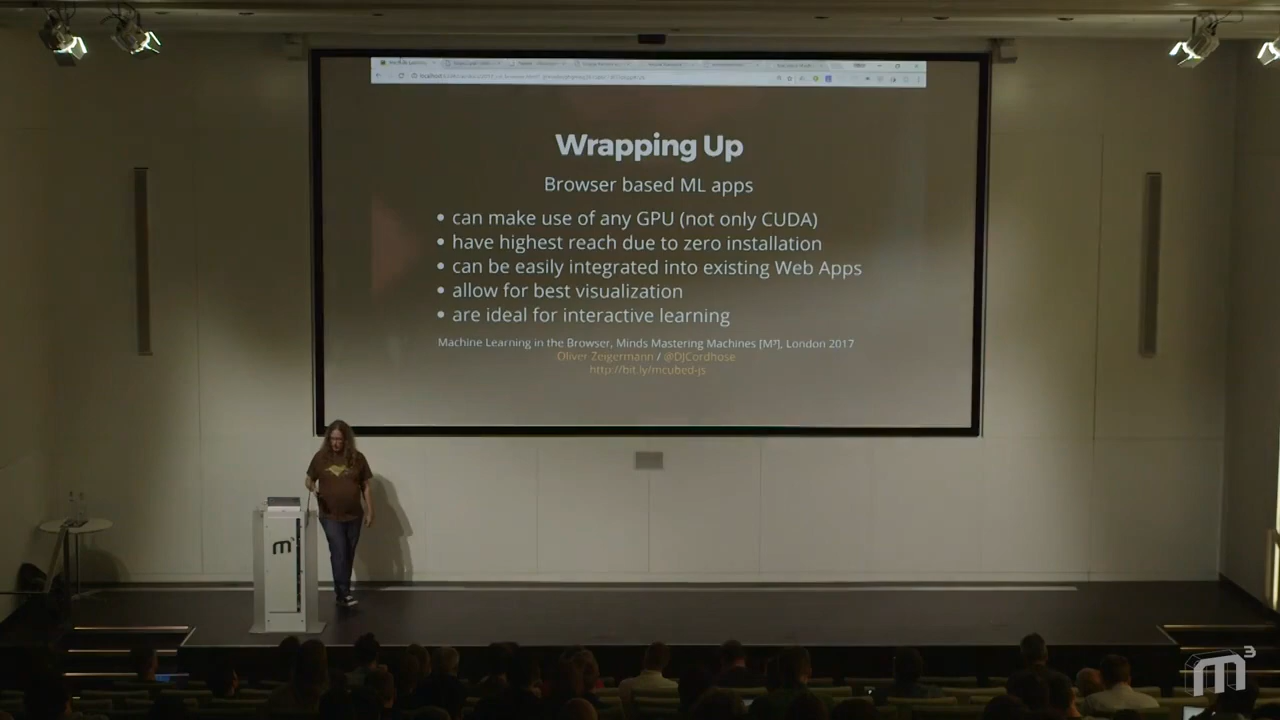 localhost
Wrapping Up
Browser based ML apps
• can make use of any GPU (not only CUDA)
• have highest reach due to zero installation
• can be easily integrated into existing Web Apps
• allow for best visualization
• are ideal for interactive learning
Machine Learning in the Browser, Minds Mastering Machines [M³], London 2017
Oliver Zeigermann / @DJCordhose
http://bit.ly/mcubed-js
m³
m³